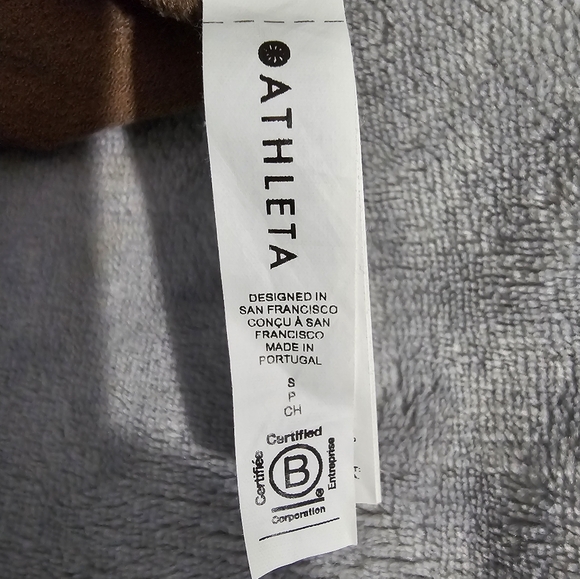 ATHLETA
DESIGNED IN
SAN FRANCISCO
CONÇU À SAN
FRANCISCO
MADE IN
PORTUGAL
S
P
CH
Certified
Certifiée
B
Entreprise
®
Corporation